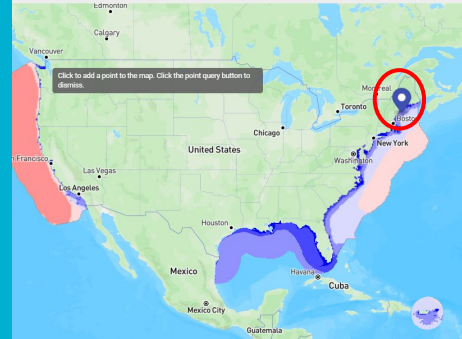 Edmonton
Calgary
Vancouver
Click to add a point to the map. Click the point query button to
dismiss.
Montreal
Toronto
Boston
Chicago
New York
United States
Washington
Francisco
Las Vegas
Los Angeles
Houston
Mexico
Havana
Cuba
Mexico City
Guatemala